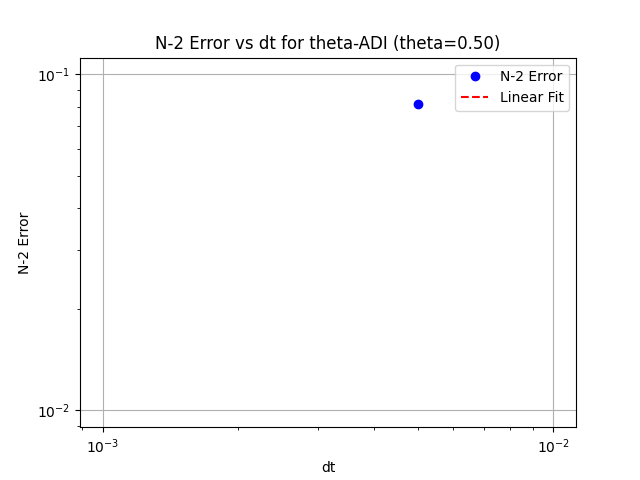 N-2 Error vs dt for theta-ADI (theta=0.50)
N-2 Error
Linear Fit
10⁻¹
10⁻²
N-2 Error
10⁻³
10⁻²
dt